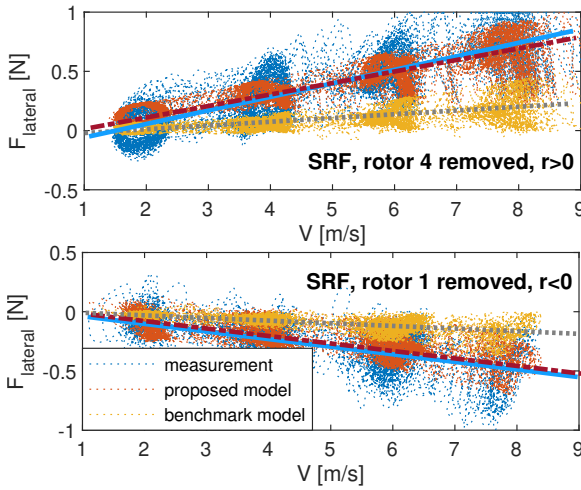 1
0.5
0
-0.5
F_lateral [N]
SRF, rotor 4 removed, r>0
1 2 3 4 5 6 7 8 9
V [m/s]
0.5
0
-0.5
-1
F_lateral [N]
SRF, rotor 1 removed, r<0
measurement
proposed model
benchmark model
1 2 3 4 5 6 7 8 9
V [m/s]